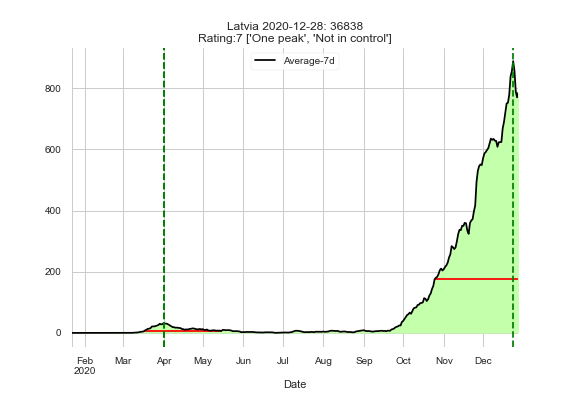 Latvia 2020-12-28: 36838
Rating:7 ['One peak', 'Not in control']
Average-7d
800
600
400
200
0
Feb Mar Apr May Jun Jul Aug Sep Oct Nov Dec
2020
Date